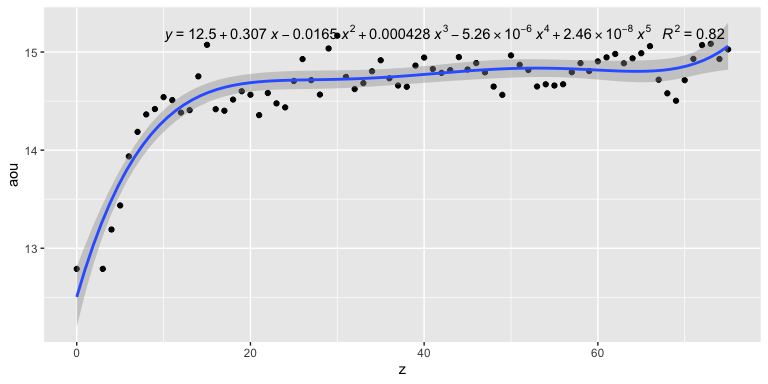 y = 12.5 + 0.307 x − 0.0165 x² + 0.000428 x³ − 5.26 × 10⁻⁶ x⁴ + 2.46 × 10⁻⁸ x⁵ R² = 0.82
15
14
13
aou
0 20 40 60
z